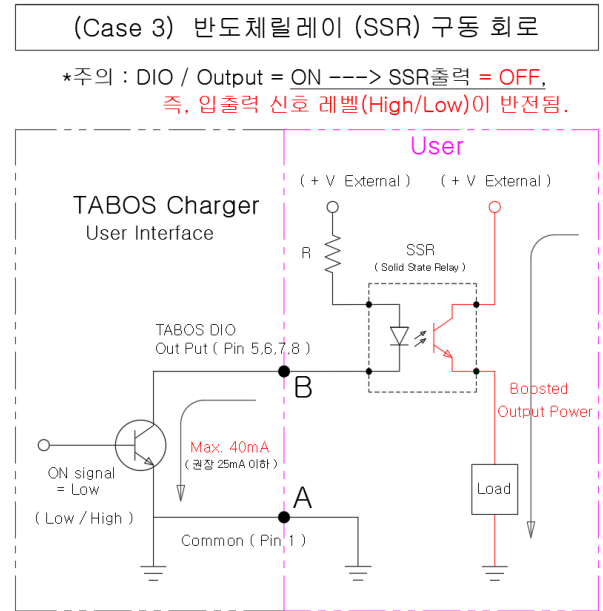 (Case 3) 반도체릴레이 (SSR) 구동 회로
*주의 : DIO / Output = ON ---> SSR출력 = OFF,
즉, 입출력 신호 레벨(High/Low)이 반전됨.
User
( + V External )
( + V External )
TABOS Charger
User Interface
R
SSR
( Solid State Relay )
TABOS DIO
Out Put ( Pin 5,6,7,8 )
B
Boosted
Output Power
Max. 40mA
( 권장 25mA 이하 )
ON signal
= Low
( Low / High )
A
Load
Common ( Pin 1 )